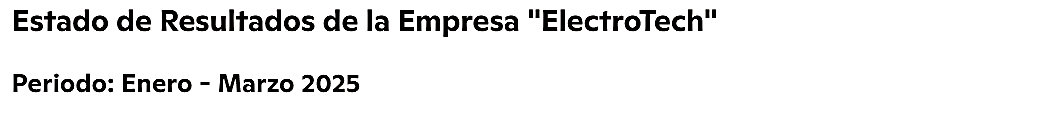 Estado de Resultados de la Empresa "ElectroTech"
Periodo: Enero - Marzo 2025